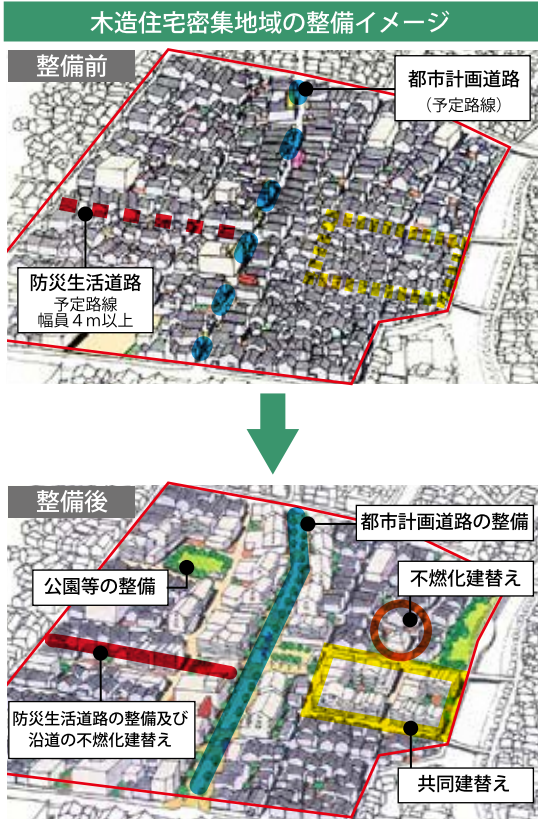 木造住宅密集地域の整備イメージ
整備前
都市計画道路
（予定路線）
防災生活道路
予定路線
幅員４ｍ以上
整備後
都市計画道路の整備
不燃化建替え
公園等の整備
防災生活道路の整備及び
沿道の不燃化建替え
共同建替え